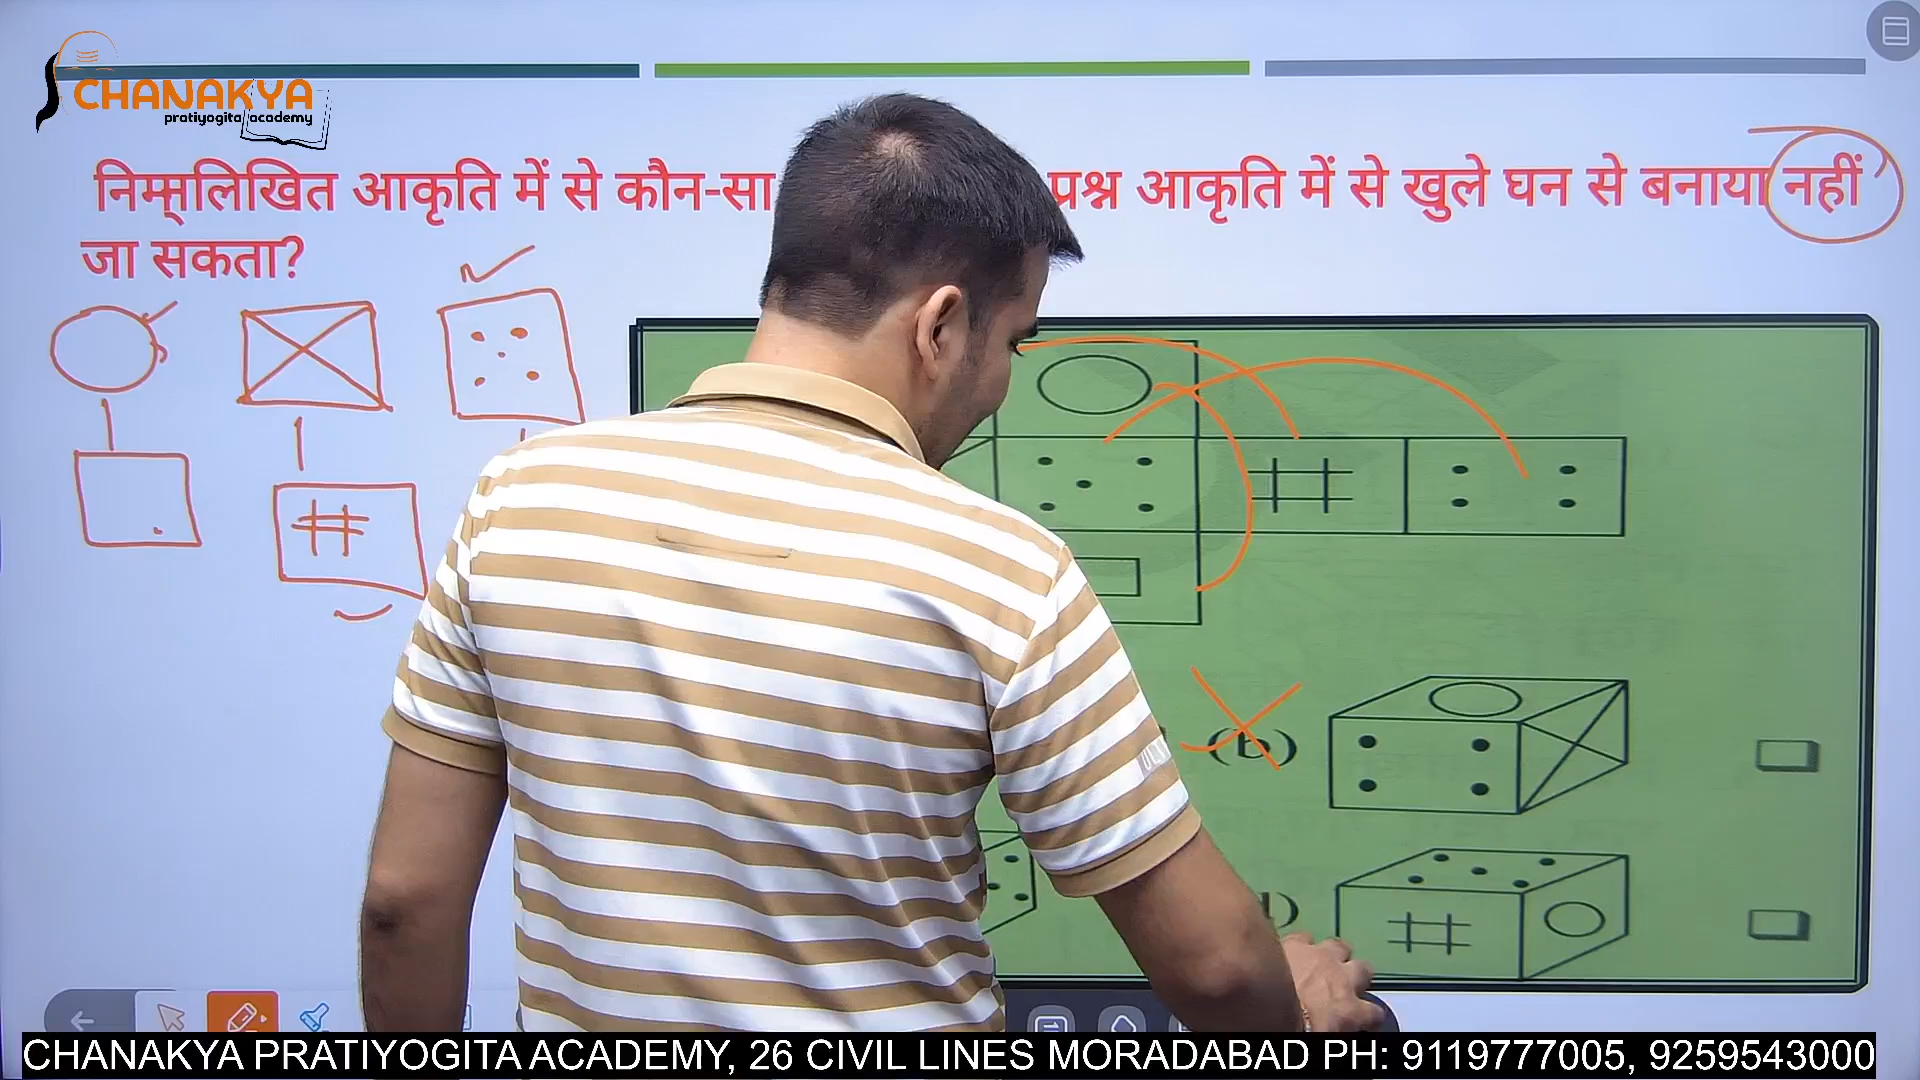 CHANAKYA
pratiyogita academy
निम्म्लिखित आकृति में से कौन-सा प्रश्न आकृति में से खुले घन से बनाया नहीं
जा सकता?
(b)
CHANAKYA PRATIYOGITA ACADEMY, 26 CIVIL LINES MORADABAD PH: 9119777005, 9259543000